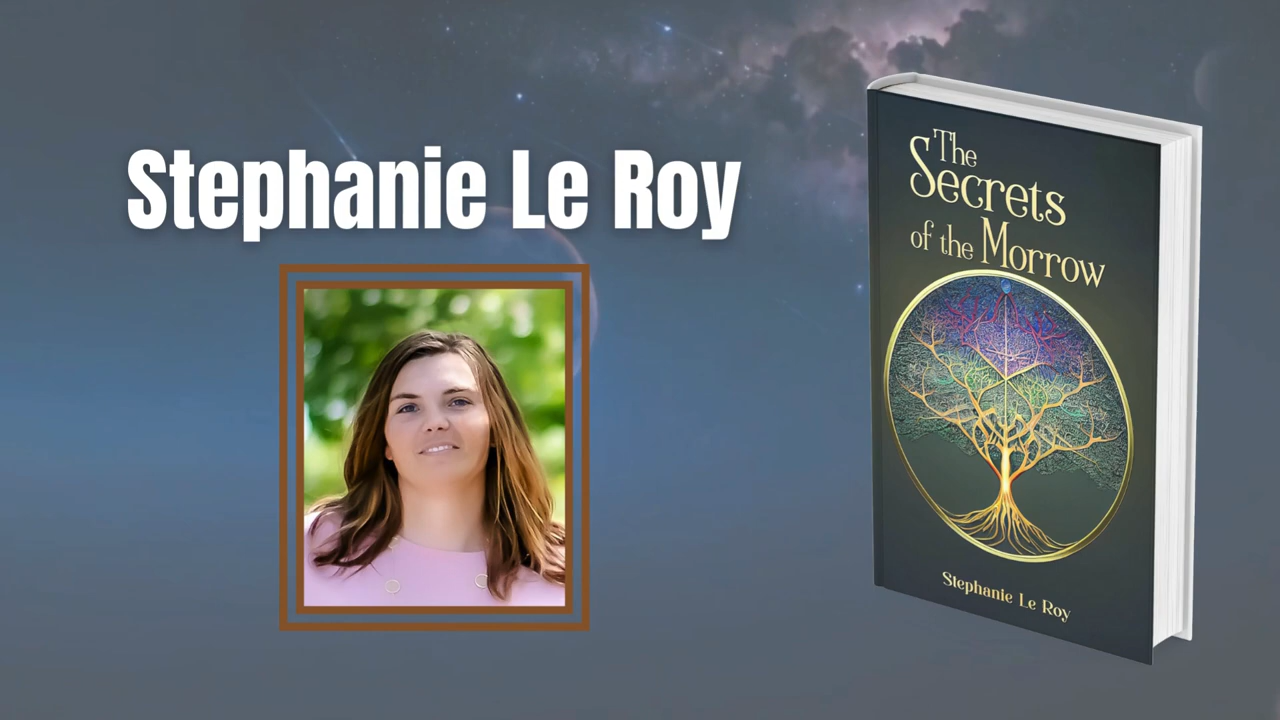 Stephanie Le Roy
The
Secrets
of the Morrow
Stephanie Le Roy